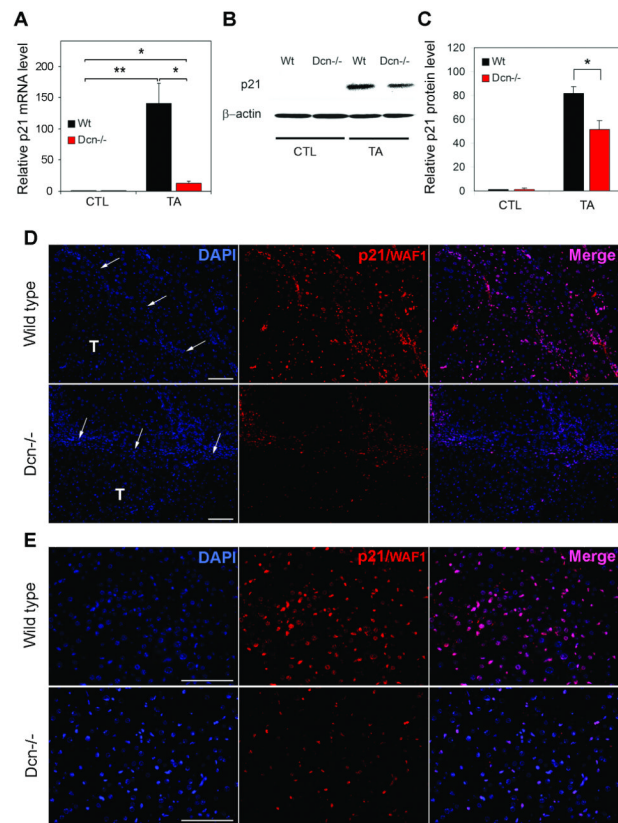 A
Relative p21 mRNA level
200
150
100
50
0
*
**
*
Wt
Dcn-/-
CTL
TA
B
Wt Dcn-/- Wt Dcn-/-
p21
β-actin
CTL
TA
C
Relative p21 protein level
120
100
80
60
40
20
0
*
Wt
Dcn-/-
CTL
TA
D
DAPI
p21/WAF1
Merge
Wild type
T
Dcn-/-
T
E
DAPI
p21/WAF1
Merge
Wild type
Dcn-/-